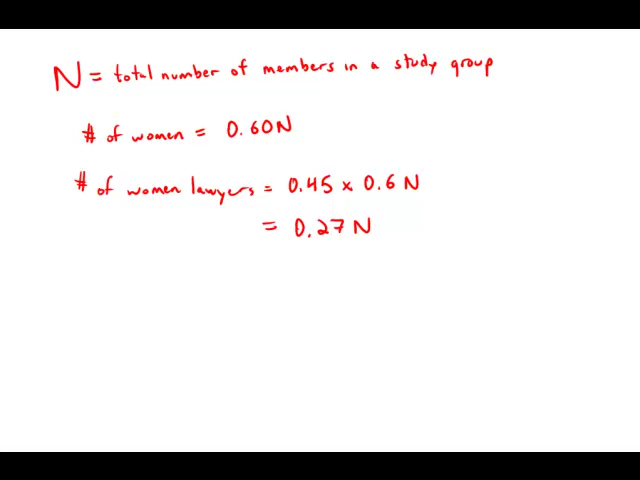 N = total number of members in a study group
# of women = 0.60N
# of women lawyers = 0.45 x 0.6 N
= 0.27 N